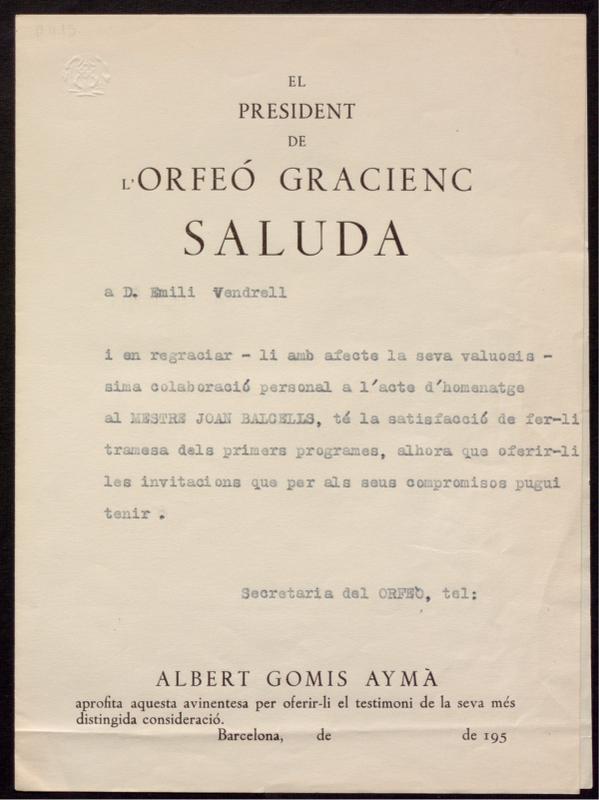 EL
PRESIDENT
DE
L'ORFEÓ GRACIENC
SALUDA
a D. Emili Vendrell
i en regraciar - li amb afecte la seva valuosis -
sima colaboració personal a l'acte d'homenatge
al MESTRE JOAN BALCELLS, té la satisfacció de fer-li
tramesa dels primers programes, alhora que oferir-li
les invitacions que per als seus compromisos pugui
tenir .
Secretaria del ORFEO, tel:
ALBERT GOMIS AYMÀ
aprofita aquesta avinentesa per oferir-li el testimoni de la seva més
distingida consideració.
Barcelona, de de 195